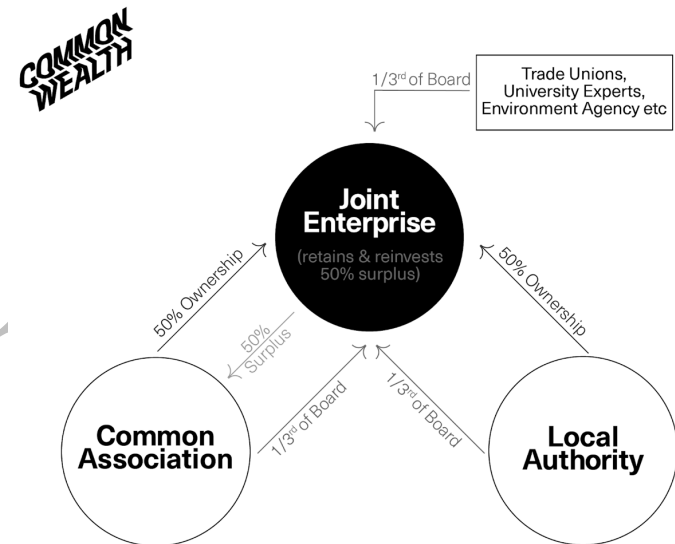 COMMON
WEALTH
1/3rd of Board
Trade Unions,
University Experts,
Environment Agency etc
Joint
Enterprise
(retains & reinvests
50% surplus)
50% Ownership
50% Ownership
50%
Surplus
1/3rd of Board
1/3rd of Board
Common
Association
Local
Authority